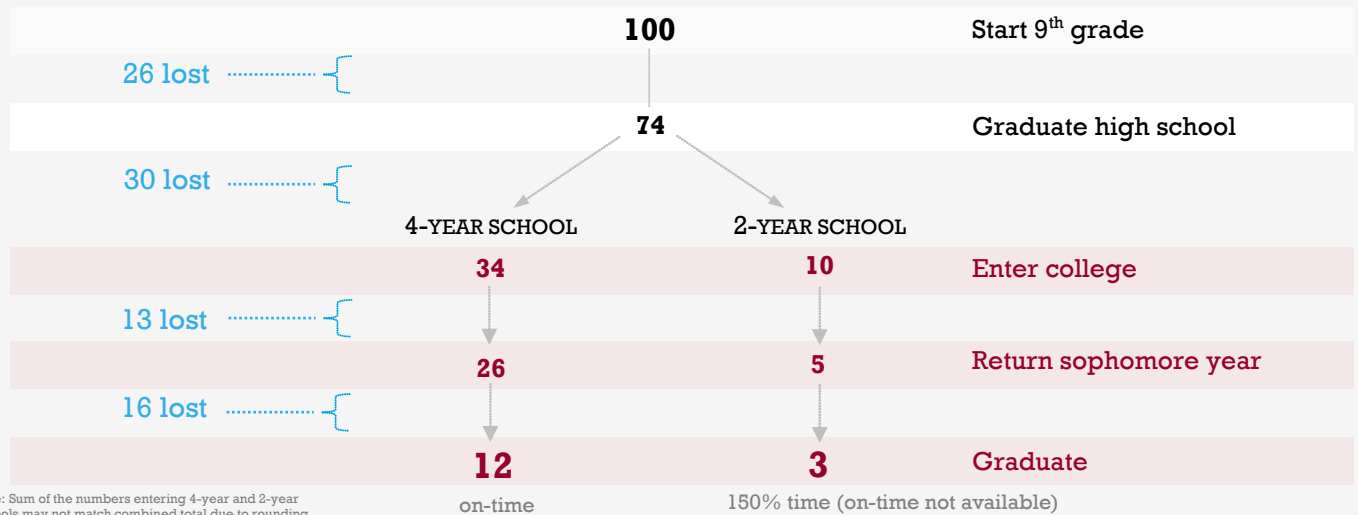 100 Start 9th grade
26 lost
74 Graduate high school
30 lost
4-YEAR SCHOOL 2-YEAR SCHOOL
34 10 Enter college
13 lost
26 5 Return sophomore year
16 lost
12 3 Graduate
on-time 150% time (on-time not available)
: Sum of the numbers entering 4-year and 2-year
may not match combined total due to rounding